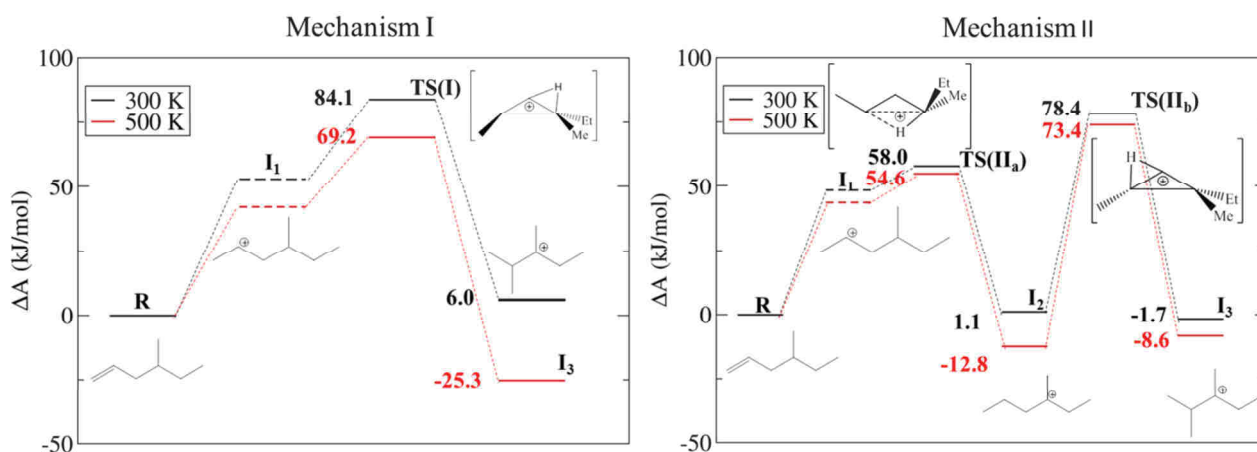 Mechanism I
ΔA (kJ/mol)
100
50
0
-50
300 K
500 K
R
I₁
84.1
69.2
TS(I)
H
⊕
Et
Me
⊕
⊕
6.0
-25.3
I₃
Mechanism II
ΔA (kJ/mol)
100
50
0
-50
300 K
500 K
R
I₁
Et
Me
⊕
H
58.0
54.6
TS(IIₐ)
⊕
1.1
-12.8
I₂
⊕
78.4
73.4
TS(II_b)
H
⊕
Et
Me
-1.7
-8.6
I₃
⊕